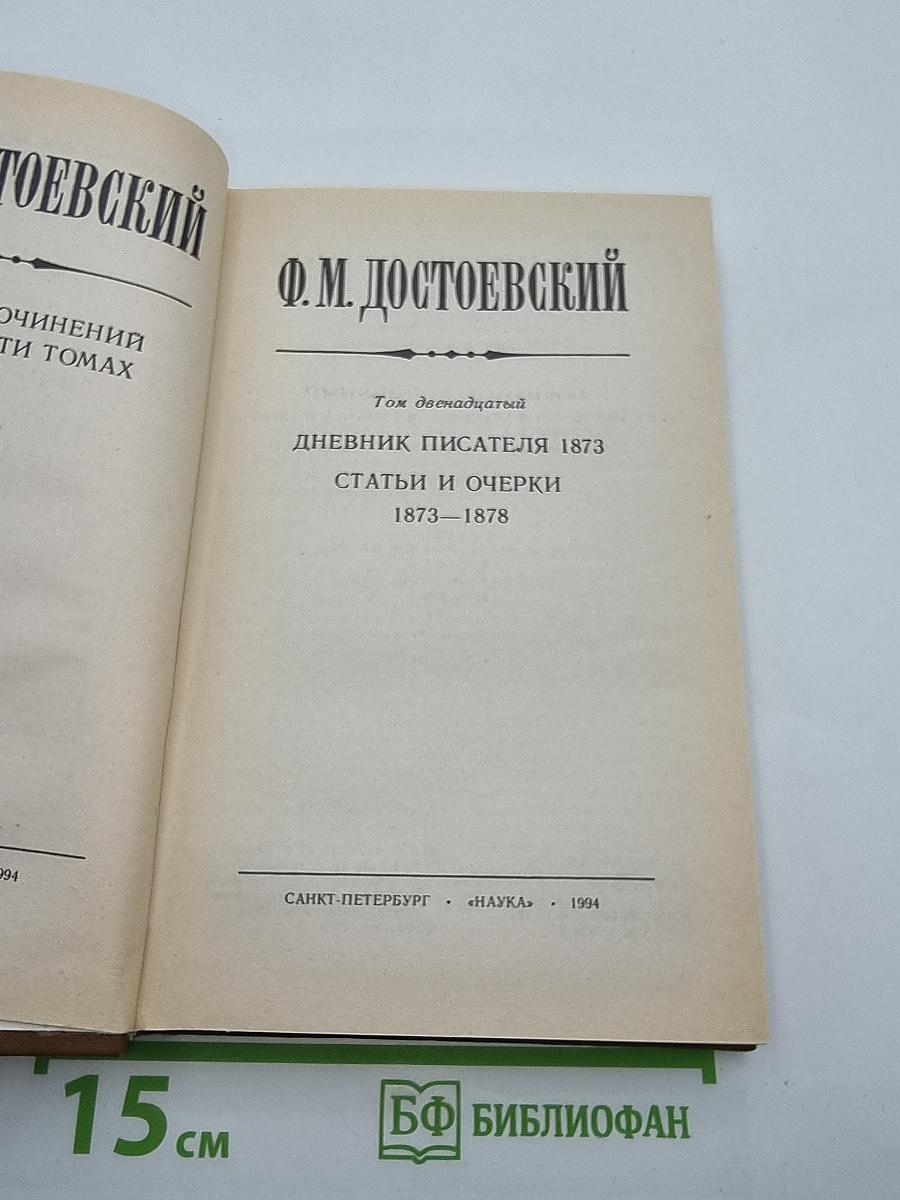 ТОЕВСКИЙ
ОЧИНЕНИЙ
ТИ ТОМАХ
994
Ф. М. ДОСТОЕВСКИЙ
Том двенадцатый
ДНЕВНИК ПИСАТЕЛЯ 1873
СТАТЬИ И ОЧЕРКИ
1873—1878
САНКТ-ПЕТЕРБУРГ • «НАУКА» • 1994
15 см
БФ БИБЛИОФАН